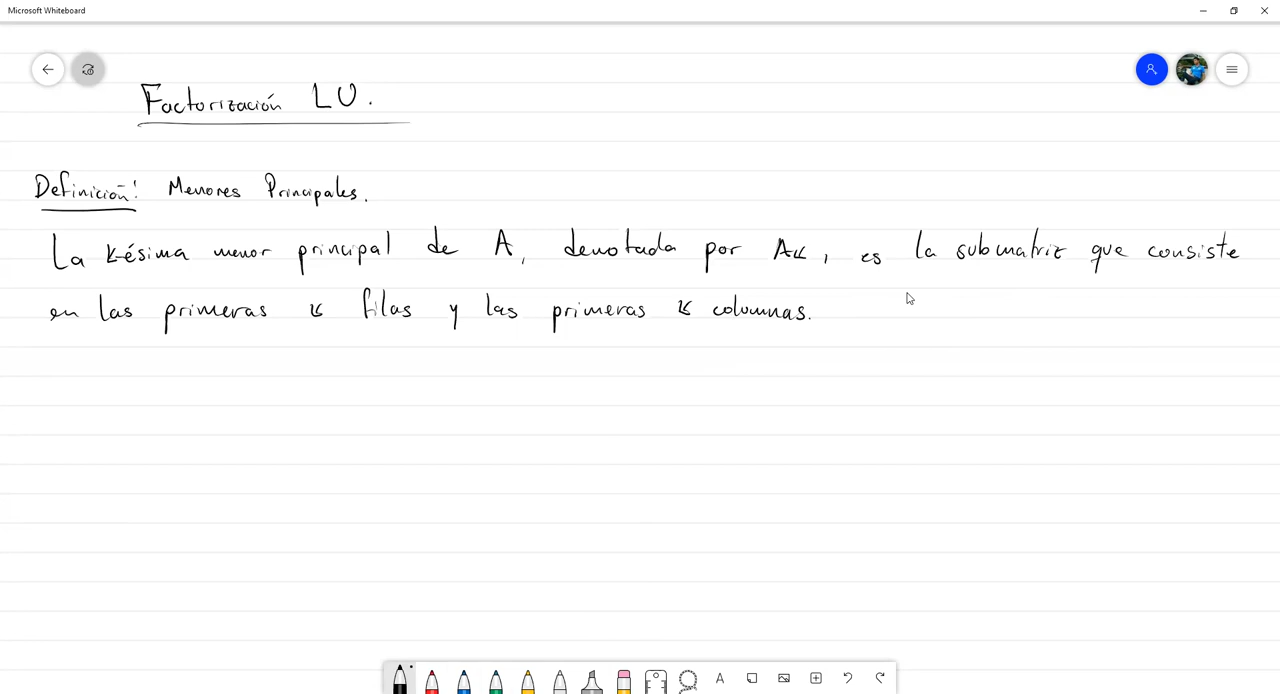 Microsoft Whiteboard
Factorización LU.
Definición: Menores Principales.
La k-ésima menor principal de A, denotada por Ak, es la submatriz que consiste
en las primeras k filas y las primeras k columnas.
A